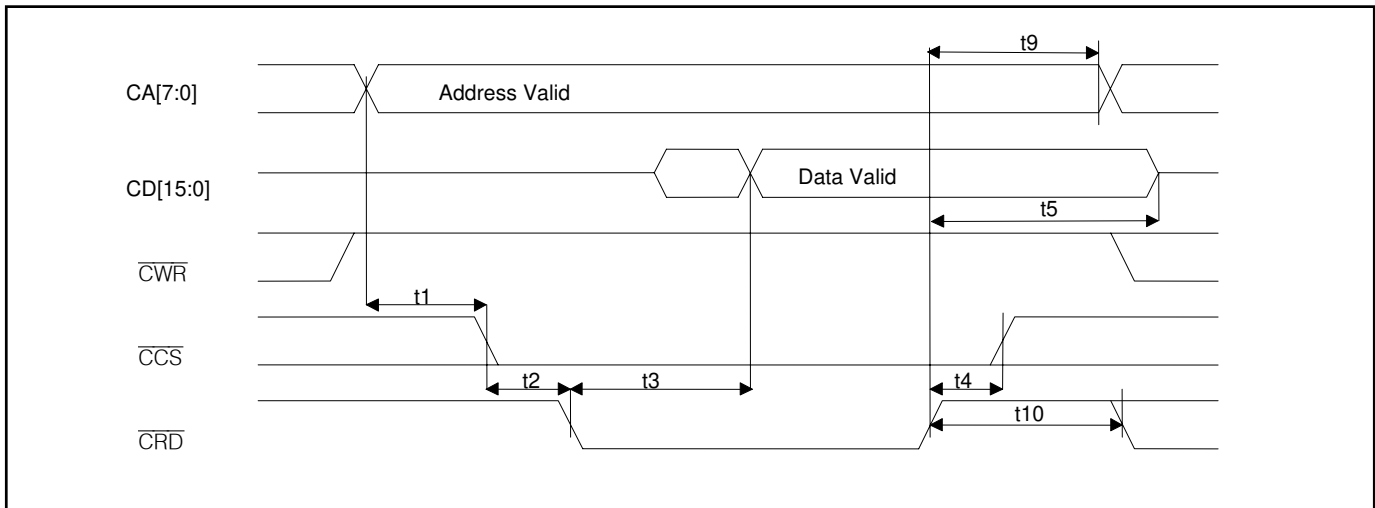 t9
CA[7:0]
Address Valid
CD[15:0]
Data Valid
t5
CWR
t1
CCS
t2
t3
t4
t10
CRD